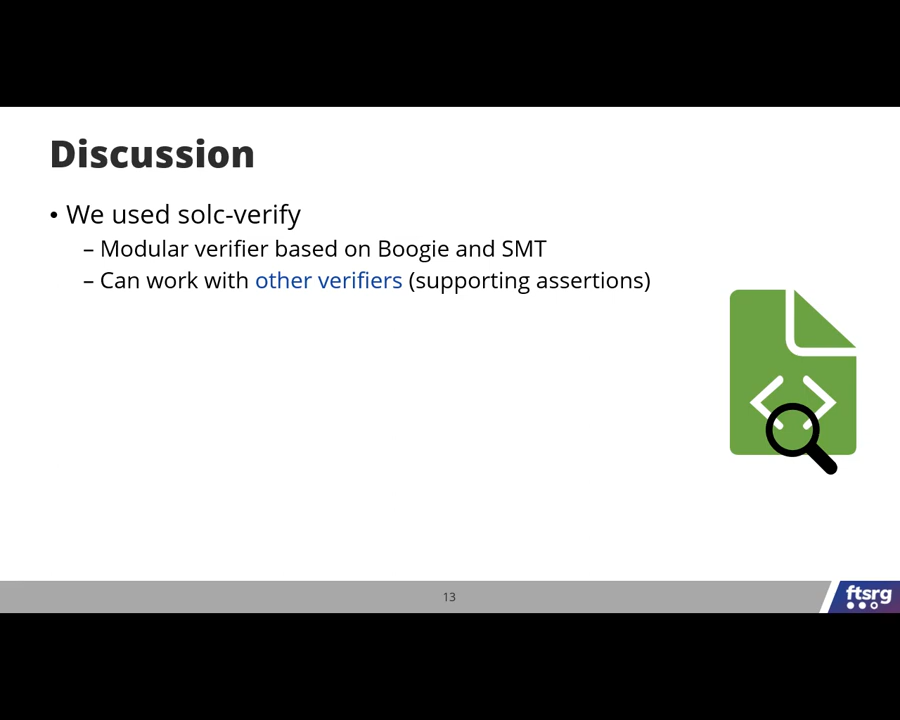 Discussion
• We used solc-verify
– Modular verifier based on Boogie and SMT
– Can work with other verifiers (supporting assertions)
13
ftsrg